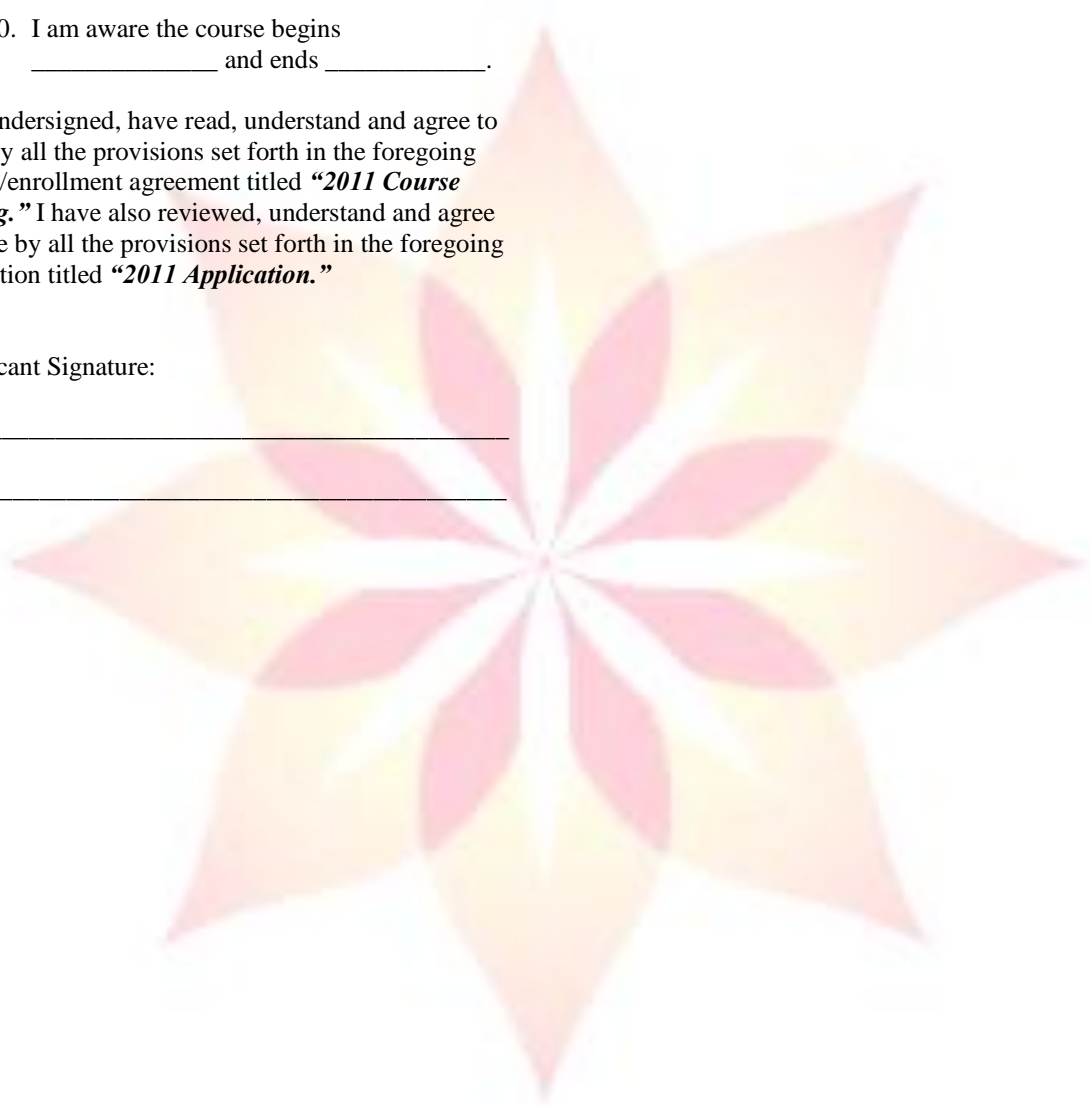 0. I am aware the course begins
______________ and ends ____________.
ndersigned, have read, understand and agree to
y all the provisions set forth in the foregoing
/enrollment agreement titled “2011 Course
g.” I have also reviewed, understand and agree
e by all the provisions set forth in the foregoing
tion titled “2011 Application.”
cant Signature:
_______________________________________
_______________________________________